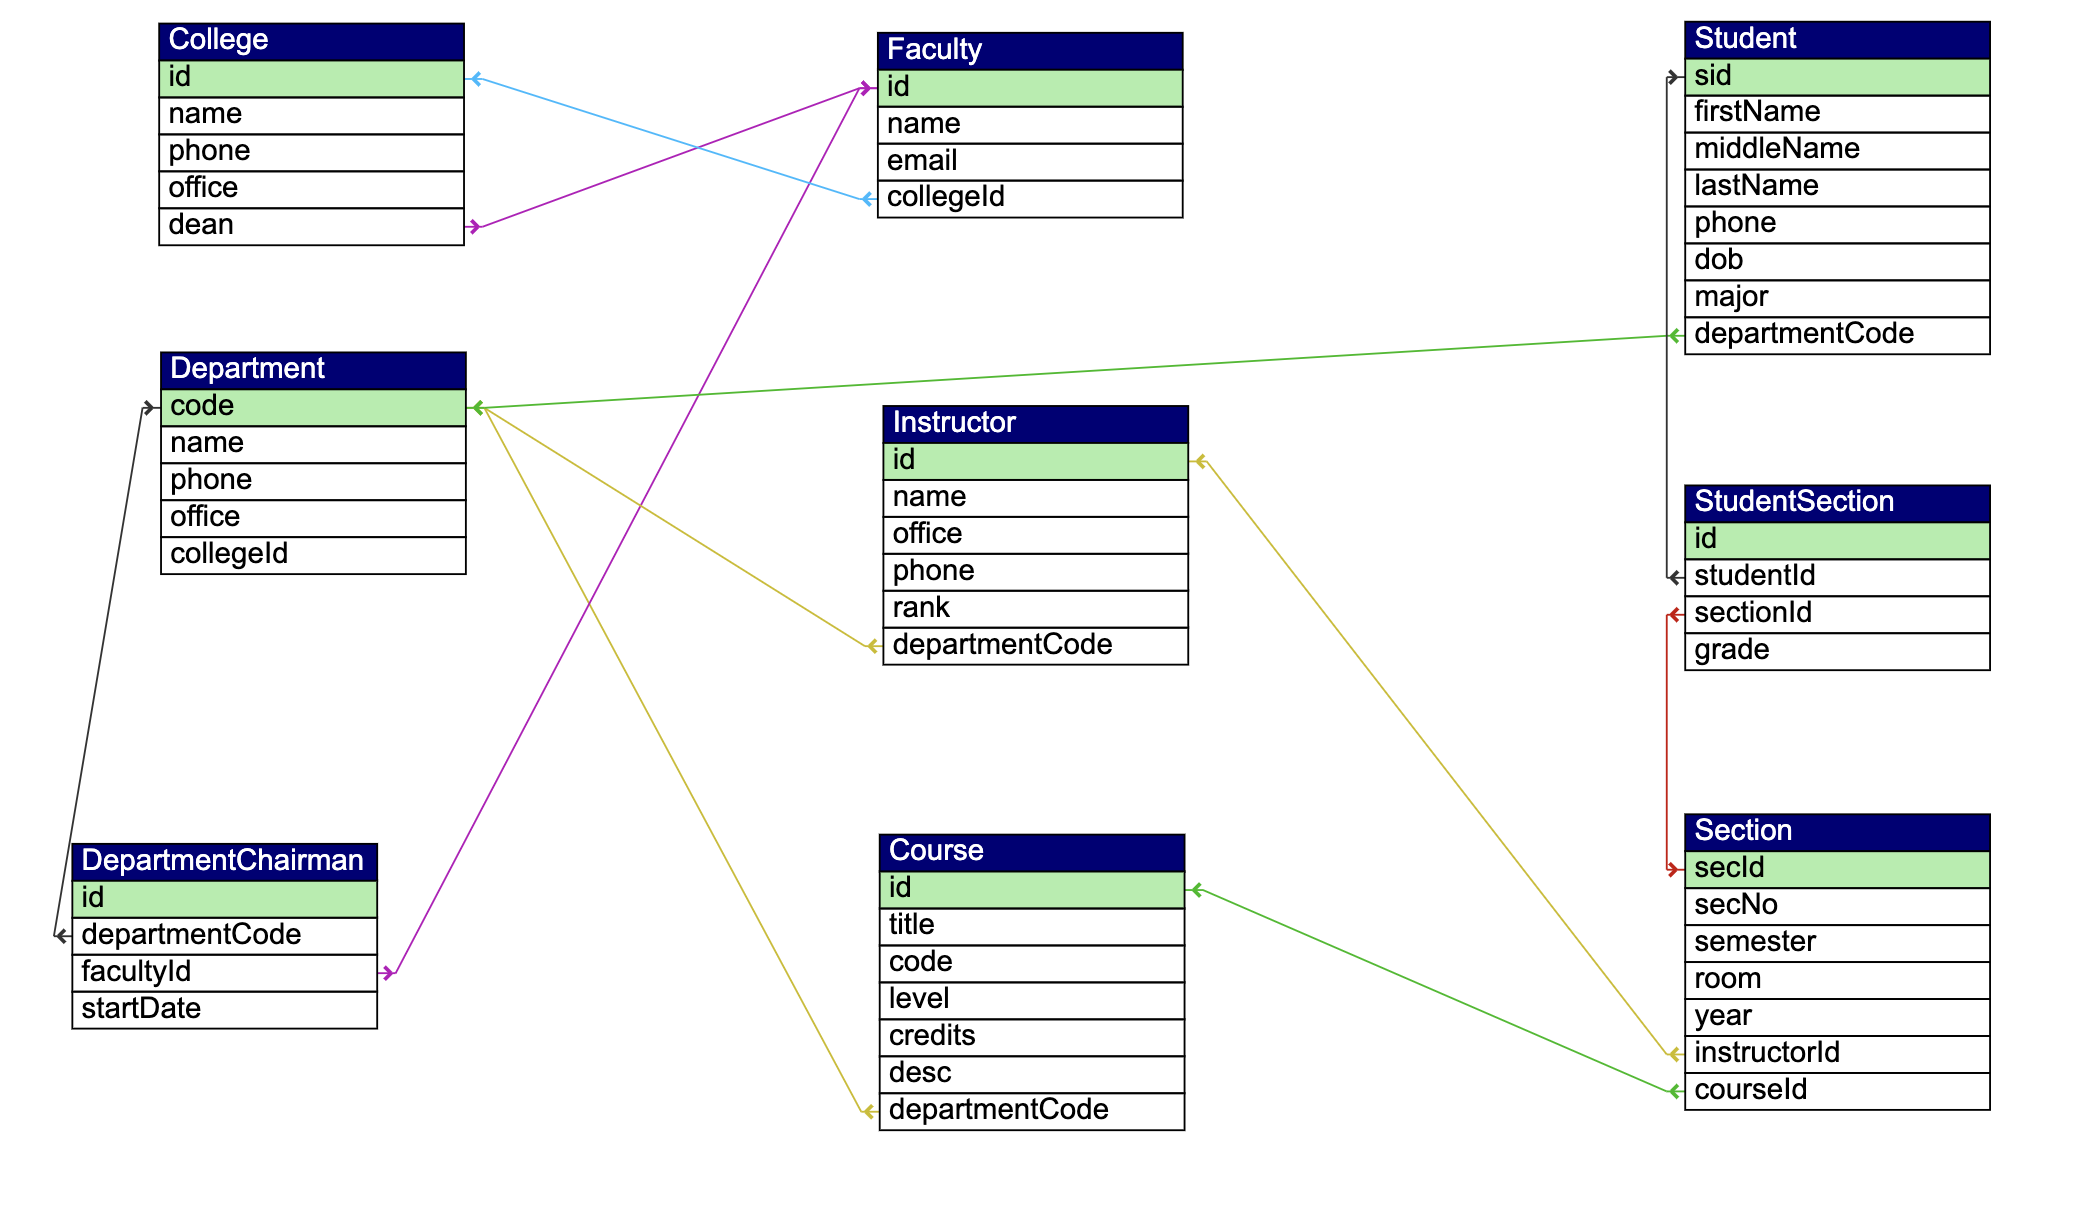 College
id
name
phone
office
dean
Faculty
id
name
email
collegeId
Student
sid
firstName
middleName
lastName
phone
dob
major
departmentCode
Department
code
name
phone
office
collegeId
Instructor
id
name
office
phone
rank
departmentCode
StudentSection
id
studentId
sectionId
grade
DepartmentChairman
id
departmentCode
facultyId
startDate
Course
id
title
code
level
credits
desc
departmentCode
Section
secId
secNo
semester
room
year
instructorId
courseId